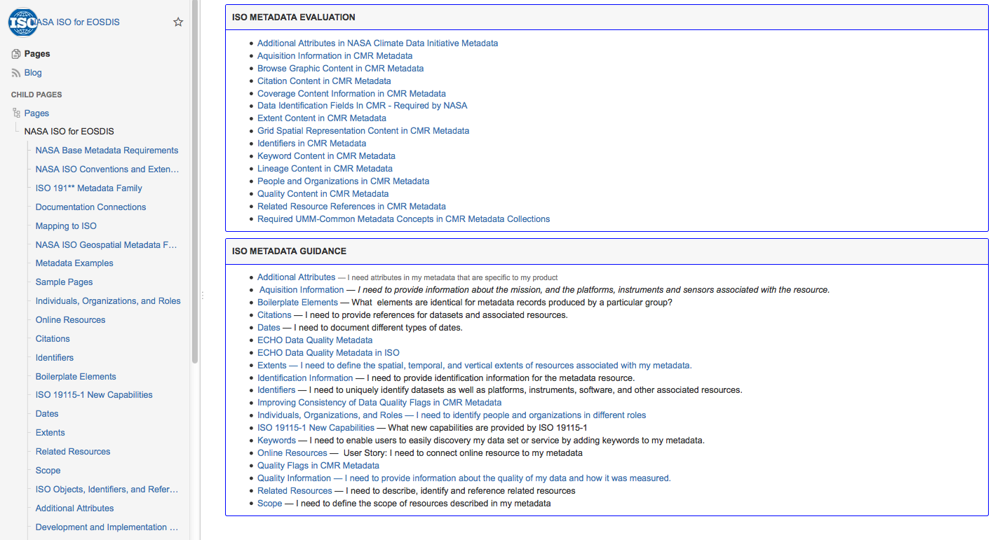 ISO
NASA ISO for EOSDIS
Pages
Blog
CHILD PAGES
Pages
NASA ISO for EOSDIS
NASA Base Metadata Requirements
NASA ISO Conventions and Exten…
ISO 191** Metadata Family
Documentation Connections
Mapping to ISO
NASA ISO Geospatial Metadata F…
Metadata Examples
Sample Pages
Individuals, Organizations, and Roles
Online Resources
Citations
Identifiers
Boilerplate Elements
ISO 19115-1 New Capabilities
Dates
Extents
Related Resources
Scope
ISO Objects, Identifiers, and Refer…
Additional Attributes
Development and Implementation …
ISO METADATA EVALUATION
Additional Attributes in NASA Climate Data Initiative Metadata
Aquisition Information in CMR Metadata
Browse Graphic Content in CMR Metadata
Citation Content in CMR Metadata
Coverage Content Information in CMR Metadata
Data Identification Fields In CMR - Required by NASA
Extent Content in CMR Metadata
Grid Spatial Representation Content in CMR Metadata
Identifiers in CMR Metadata
Keyword Content in CMR Metadata
Lineage Content in CMR Metadata
People and Organizations in CMR Metadata
Quality Content in CMR Metadata
Related Resource References in CMR Metadata
Required UMM-Common Metadata Concepts in CMR Metadata Collections
ISO METADATA GUIDANCE
Additional Attributes — I need attributes in my metadata that are specific to my product
Aquisition Information — I need to provide information about the mission, and the platforms, instruments and sensors associated with the resource.
Boilerplate Elements — What elements are identical for metadata records produced by a particular group?
Citations — I need to provide references for datasets and associated resources.
Dates — I need to document different types of dates.
ECHO Data Quality Metadata
ECHO Data Quality Metadata in ISO
Extents — I need to define the spatial, temporal, and vertical extents of resources associated with my metadata.
Identification Information — I need to provide identification information for the metadata resource.
Identifiers — I need to uniquely identify datasets as well as platforms, instruments, software, and other associated resources.
Improving Consistency of Data Quality Flags in CMR Metadata
Individuals, Organizations, and Roles — I need to identify people and organizations in different roles
ISO 19115-1 New Capabilities — What new capabilities are provided by ISO 19115-1
Keywords — I need to enable users to easily discovery my data set or service by adding keywords to my metadata.
Online Resources — User Story: I need to connect online resource to my metadata
Quality Flags in CMR Metadata
Quality Information — I need to provide information about the quality of my data and how it was measured.
Related Resources — I need to describe, identify and reference related resources
Scope — I need to define the scope of resources described in my metadata